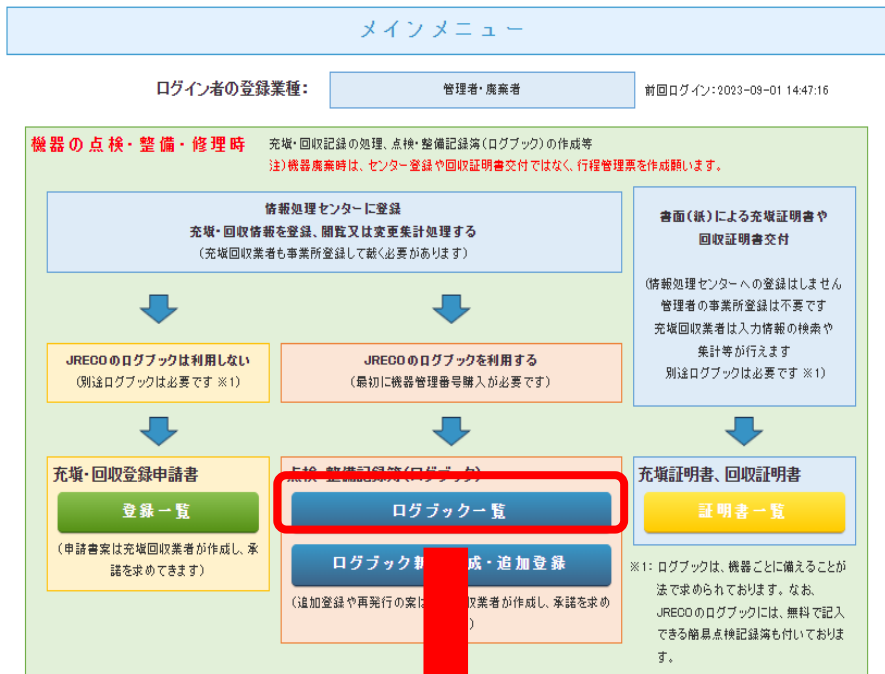 メインメニュー
ログイン者の登録業種：
管理者・廃棄者
前回ログイン：2023-09-01 14:47:16
機器の点検・整備・修理時
充塡・回収記録の処理、点検・整備記録簿(ログブック)の作成等
注)機器廃棄時は、センター登録や回収証明書交付ではなく、行程管理票を作成願います。
情報処理センターに登録
充塡・回収情報を登録、閲覧又は変更集計処理する
(充塡回収業者も事業所登録して戴く必要があります)
書面(紙)による充塡証明書や
回収証明書交付
(情報処理センターへの登録はしません
管理者の事業所登録は不要です
充塡回収業者は入力情報の検索や
集計等が行えます
別途ログブックは必要です ※1)
JRECOのログブックは利用しない
(別途ログブックは必要です ※1)
JRECOのログブックを利用する
(最初に機器管理番号購入が必要です)
充塡・回収登録申請書
登録一覧
(申請書案は充塡回収業者が作成し、承
諾を求めてきます)
点検・整備記録簿(ログブック)
ログブック一覧
ログブック新 成・追加登録
(追加登録や再発行の案は 収業者が作成し、承諾を求め
)
充塡証明書、回収証明書
証明書一覧
※1：ログブックは、機器ごとに備えることが
法で求められております。なお、
JRECOのログブックには、無料で記入
できる簡易点検記録簿も付いておりま
す。